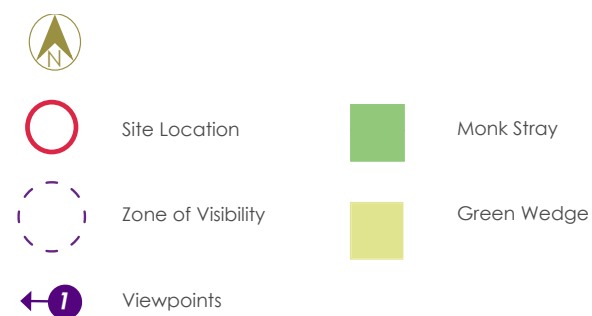 N
Site Location
Monk Stray
Zone of Visibility
Green Wedge
1
Viewpoints